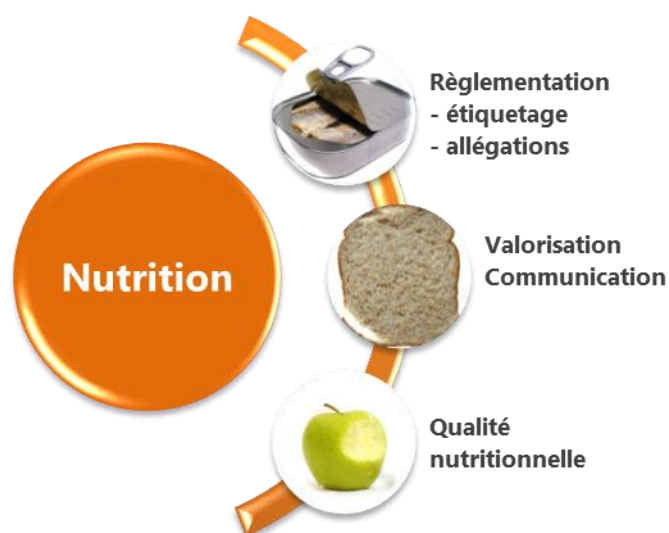 Nutrition
Règlementation
- étiquetage
- allégations
Valorisation
Communication
Qualité
nutritionnelle